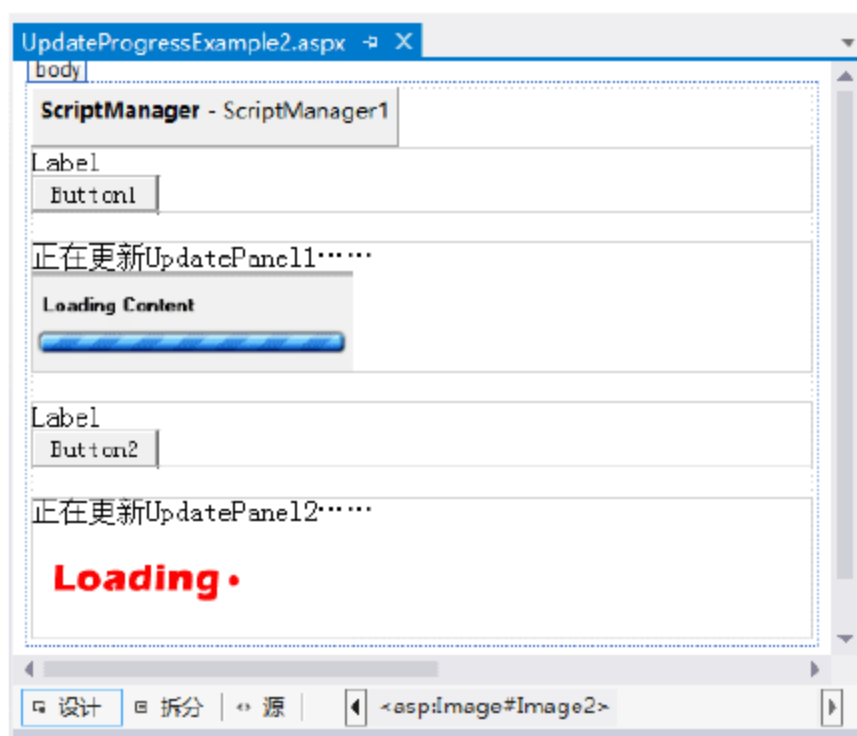 UpdateProgressExample2.aspx
body
ScriptManager - ScriptManager1
Label
Button1
正在更新UpdatePanel1……
Loading Content
Label
Button2
正在更新UpdatePanel2……
Loading.
设计 拆分 源 <asp:Image#Image2>